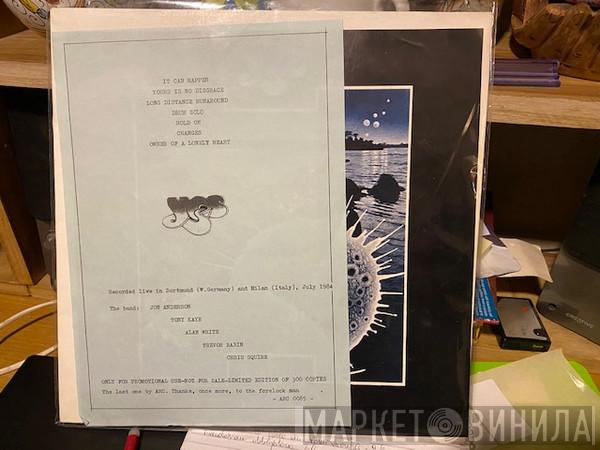 IT CAN HAPPEN
YOURS IS NO DISGRACE
LONG DISTANCE RUNAROUND
DRUM SOLO
HOLD ON
CHANGES
OWNER OF A LONELY HEART
yes
Recorded live in Dortmund (W.Germany) and Milan (Italy), July 1984
The band: JON ANDERSON
TONY KAYE
ALAN WHITE
TREVOR RABIN
CHRIS SQUIRE
ONLY FOR PROMOTIONAL USE-NOT FOR SALE-LIMITED EDITION OF 300 COPIES
The last one by ARC. Thanks, once more, to the forelock man
- ARC 0085 -
МАРКЕТ ВИНИЛА